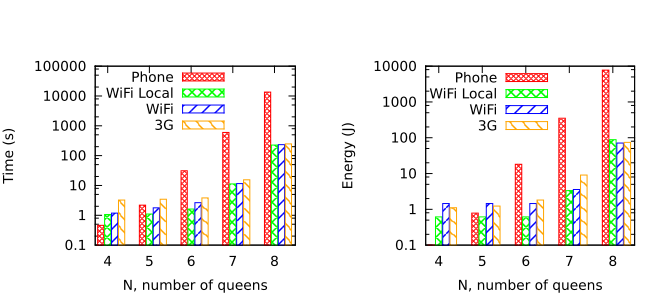 100000
10000
1000
100
10
1
0.1
Time (s)
Phone
WiFi Local
WiFi
3G
4 5 6 7 8
N, number of queens
10000
1000
100
10
1
0.1
Energy (J)
Phone
WiFi Local
WiFi
3G
4 5 6 7 8
N, number of queens